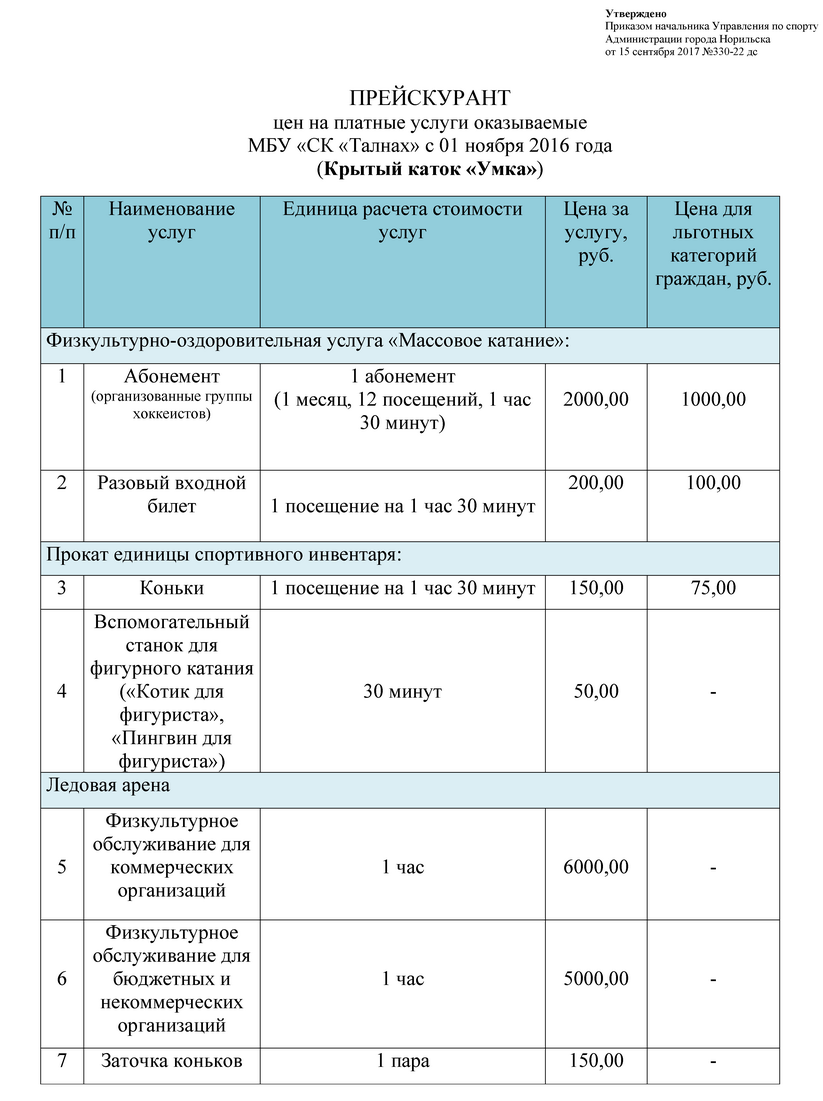 Утверждено
Приказом начальника Управления по спорту
Администрации города Норильска
от 15 сентября 2017 №330-22 дс
ПРЕЙСКУРАНТ
цен на платные услуги оказываемые
МБУ «СК «Талнах» с 01 ноября 2016 года
(Крытый каток «Умка»)
№ п/п
Наименование услуг
Единица расчета стоимости услуг
Цена за услугу, руб.
Цена для льготных категорий граждан, руб.
Физкультурно-оздоровительная услуга «Массовое катание»:
1
Абонемент
(организованные группы
хоккеистов)
1 абонемент
(1 месяц, 12 посещений, 1 час
30 минут)
2000,00
1000,00
2
Разовый входной
билет
1 посещение на 1 час 30 минут
200,00
100,00
Прокат единицы спортивного инвентаря:
3
Коньки
1 посещение на 1 час 30 минут
150,00
75,00
4
Вспомогательный
станок для
фигурного катания
(«Котик для
фигуриста»,
«Пингвин для
фигуриста»)
30 минут
50,00
-
Ледовая арена
5
Физкультурное
обслуживание для
коммерческих
организаций
1 час
6000,00
-
6
Физкультурное
обслуживание для
бюджетных и
некоммерческих
организаций
1 час
5000,00
-
7
Заточка коньков
1 пара
150,00
-